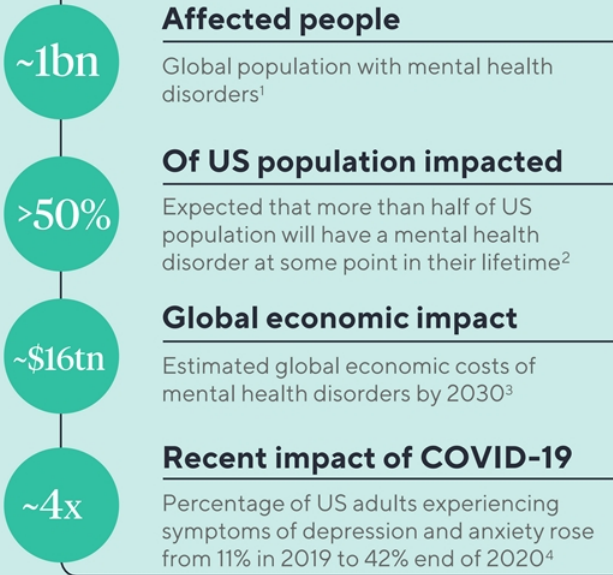 ~1bn
Affected people
Global population with mental health
disorders¹
>50%
Of US population impacted
Expected that more than half of US
population will have a mental health
disorder at some point in their lifetime²
~$16tn
Global economic impact
Estimated global economic costs of
mental health disorders by 2030³
~4x
Recent impact of COVID-19
Percentage of US adults experiencing
symptoms of depression and anxiety rose
from 11% in 2019 to 42% end of 2020⁴